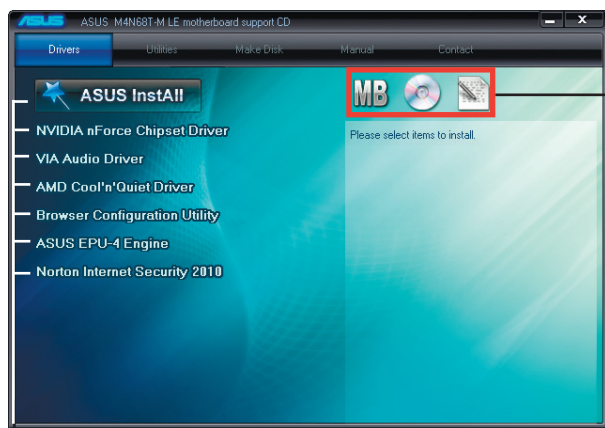 ASUS ASUS M4N68T-M LE motherboard support CD
Drivers Utilities Make Disk Manual Contact
ASUS InstAll
MB
NVIDIA nForce Chipset Driver
Please select items to install.
VIA Audio Driver
AMD Cool'n'Quiet Driver
Browser Configuration Utility
ASUS EPU-4 Engine
Norton Internet Security 2010